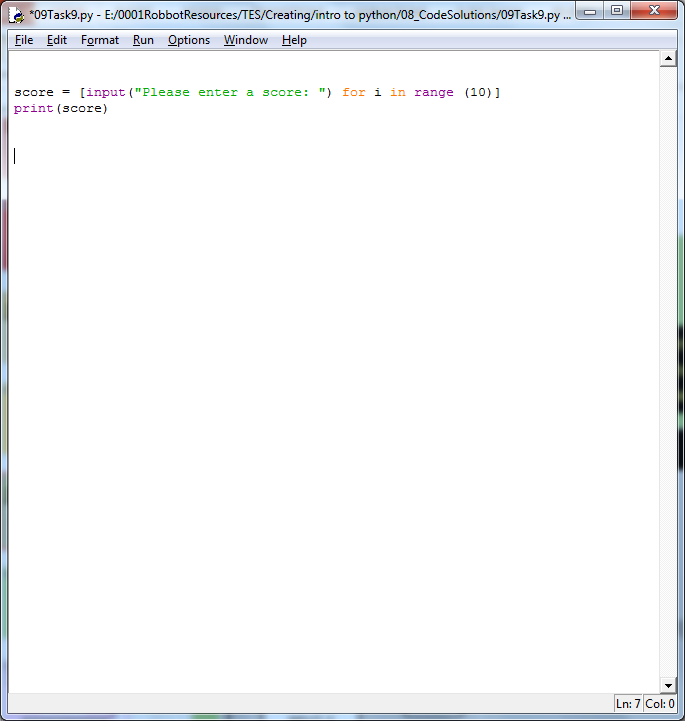 *09Task9.py - E:/0001RobbotResources/TES/Creating/intro to python/08_CodeSolutions/09Task9.py ...
File Edit Format Run Options Window Help
score = [input("Please enter a score: ") for i in range (10)]
print(score)
Ln: 7 Col: 0